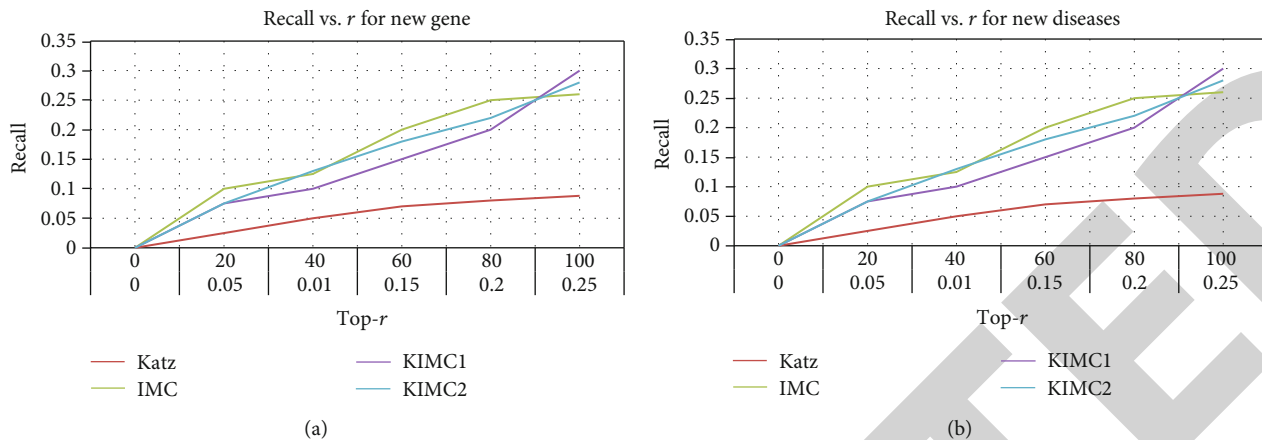 Recall vs. r for new gene
Recall
0.35
0.3
0.25
0.2
0.15
0.1
0.05
0
0 20 40 60 80 100
0 0.05 0.01 0.15 0.2 0.25
Top-r
Katz
IMC
KIMC1
KIMC2
(a)
Recall vs. r for new diseases
Recall
0.35
0.3
0.25
0.2
0.15
0.1
0.05
0
0 20 40 60 80 100
0 0.05 0.01 0.15 0.2 0.25
Top-r
Katz
IMC
KIMC1
KIMC2
(b)